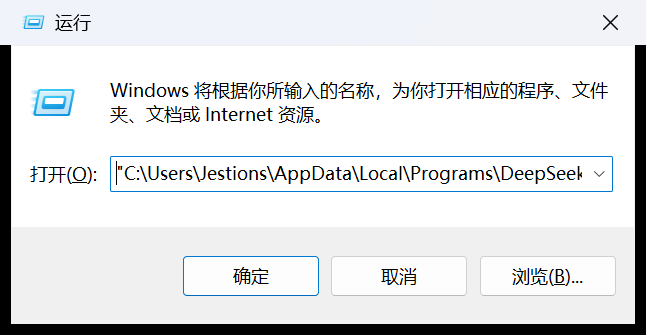 运行
Windows 将根据你所输入的名称，为你打开相应的程序、文件
夹、文档或 Internet 资源。
打开(O): "C:\Users\Jestions\AppData\Local\Programs\DeepSeek
确定 取消 浏览(B)...